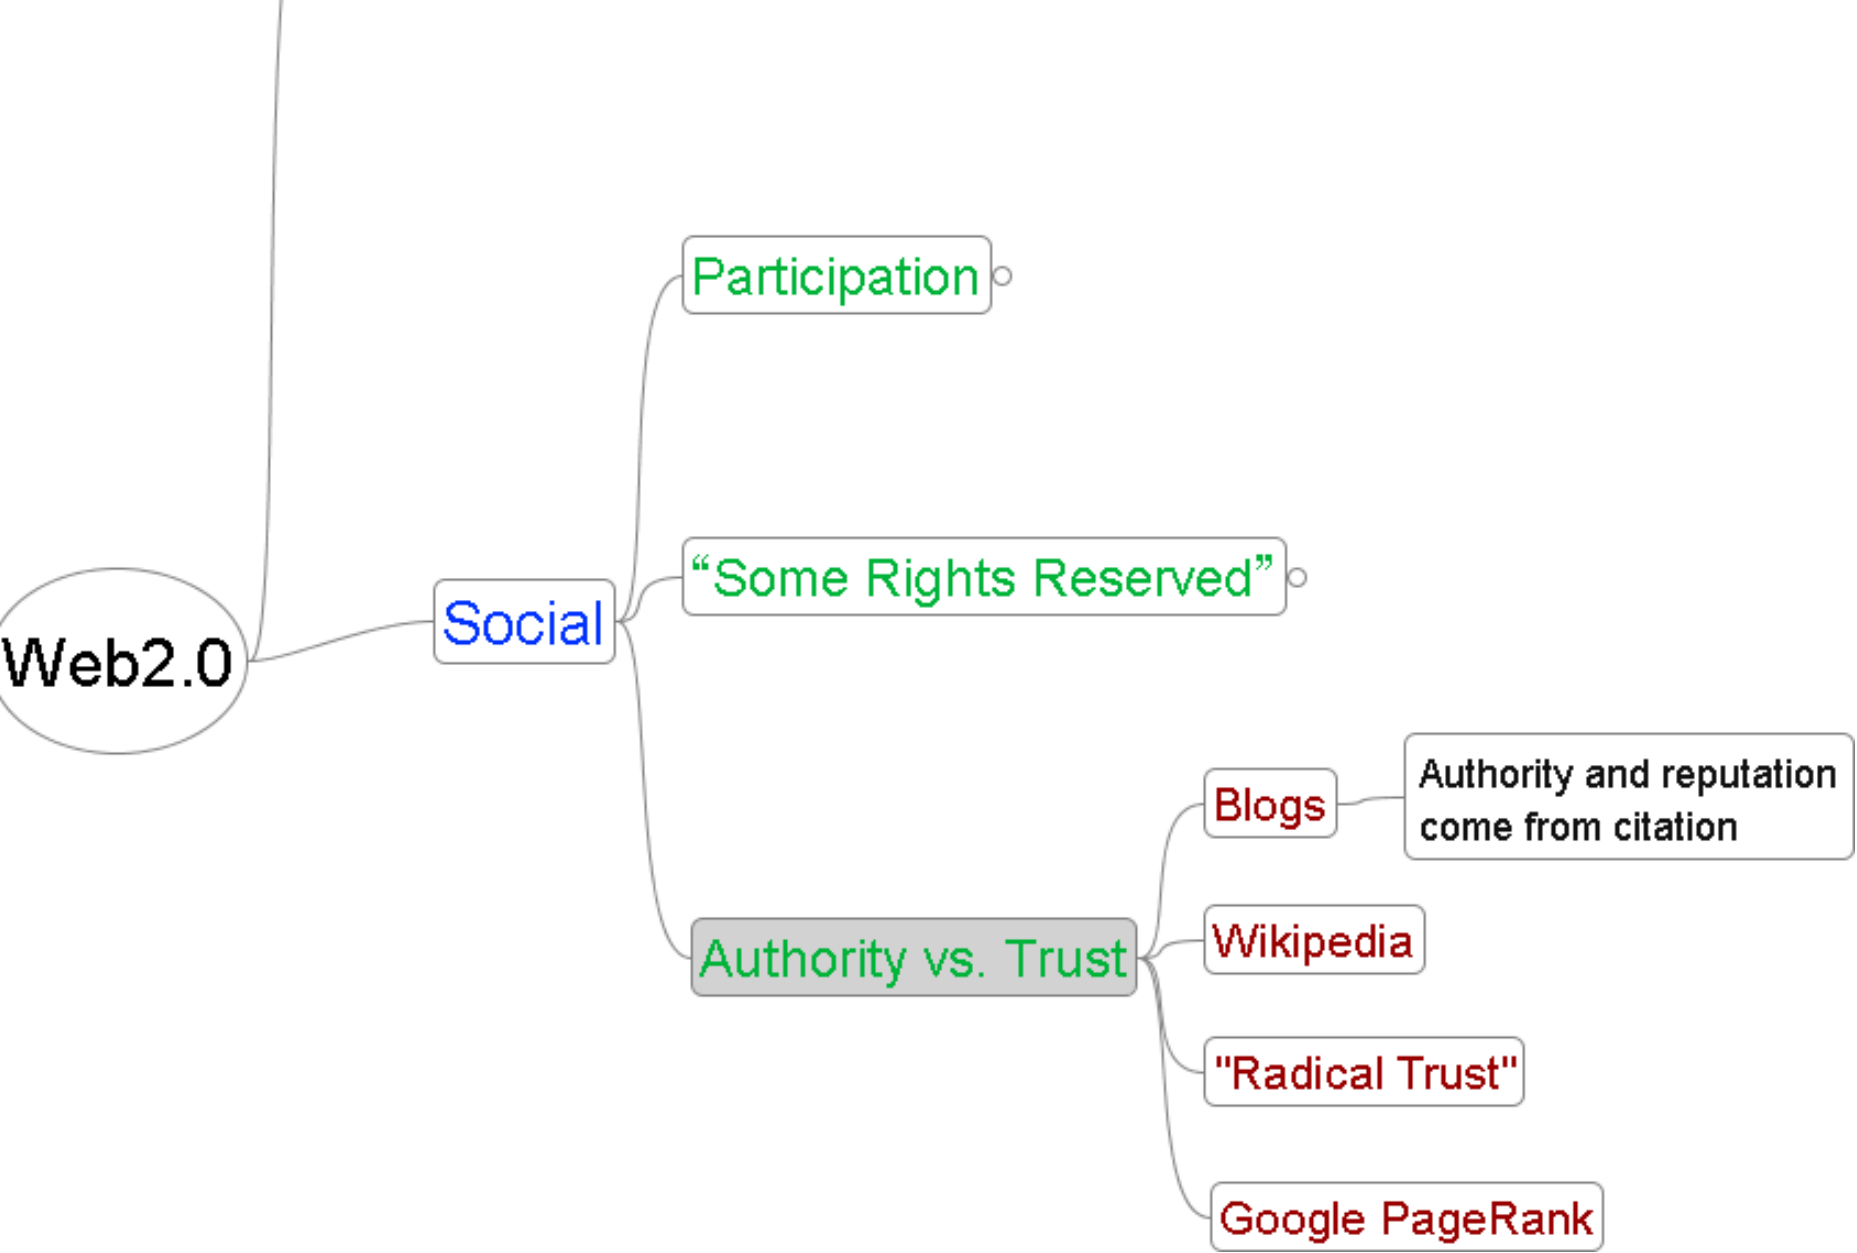 Web2.0
Social
Participation
“Some Rights Reserved”
Authority vs. Trust
Blogs
Authority and reputation
come from citation
Wikipedia
"Radical Trust"
Google PageRank